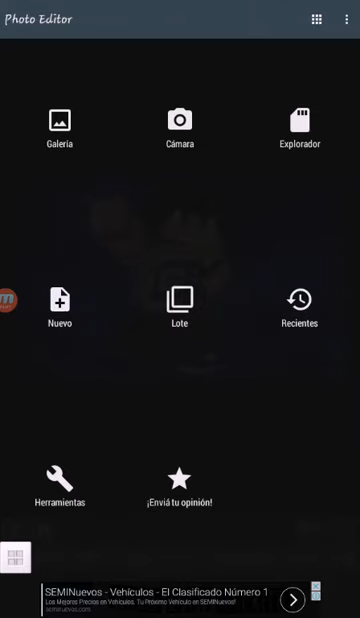 Photo Editor
Galería
Cámara
Explorador
Nuevo
Lote
Recientes
Herramientas
¡Enviá tu opinión!
SEMINuevos - Vehículos - El Clasificado Número 1
Los Mejores Precios en Vehículos. Tu Próximo Vehículo en SEMINuevos!
seminuevos.com